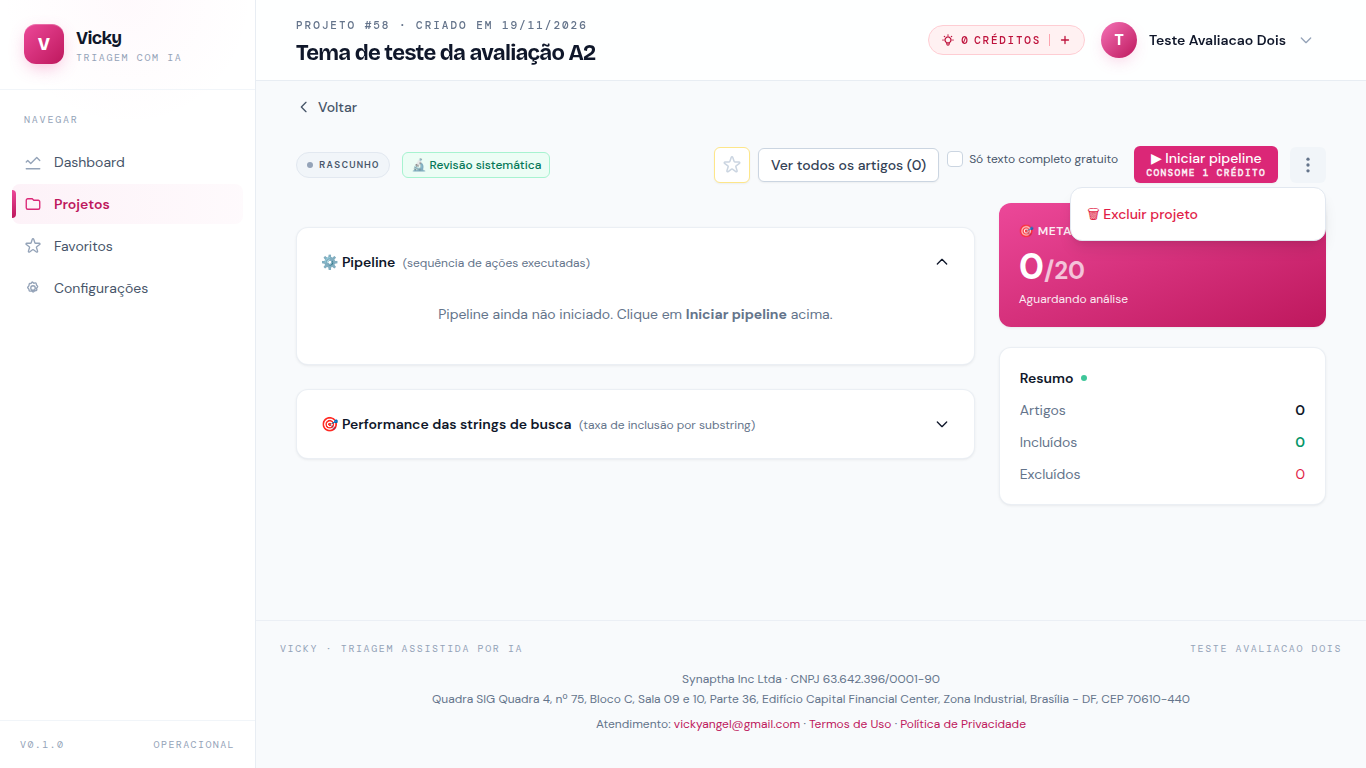 V
Vicky
TRIAGEM COM IA
NAVEGAR
Dashboard
Projetos
Favoritos
Configurações
V0.1.0
OPERACIONAL
PROJETO #58 · CRIADO EM 19/11/2026
Tema de teste da avaliação A2
0 CRÉDITOS
+
T
Teste Avaliacao Dois
Voltar
RASCUNHO
Revisão sistemática
Ver todos os artigos (0)
Só texto completo gratuito
▶ Iniciar pipeline
CONSOME 1 CRÉDITO
Excluir projeto
Pipeline (sequência de ações executadas)
Pipeline ainda não iniciado. Clique em Iniciar pipeline acima.
Performance das strings de busca (taxa de inclusão por substring)
META
0/20
Aguardando análise
Resumo
Artigos 0
Incluídos 0
Excluídos 0
VICKY · TRIAGEM ASSISTIDA POR IA
TESTE AVALIACAO DOIS
Synaptha Inc Ltda · CNPJ 63.642.396/0001-90
Quadra SIG Quadra 4, nº 75, Bloco C, Sala 09 e 10, Parte 36, Edifício Capital Financial Center, Zona Industrial, Brasília - DF, CEP 70610-440
Atendimento: vickyangel@gmail.com · Termos de Uso · Política de Privacidade